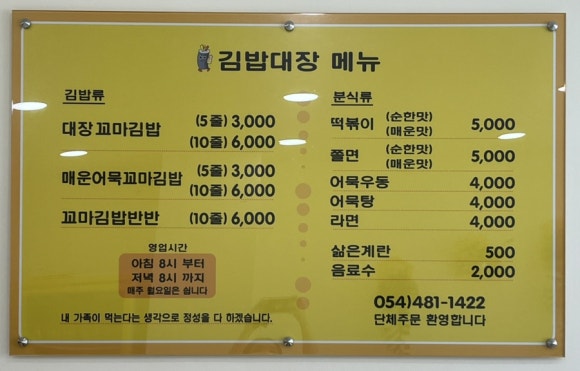 김밥대장 메뉴
김밥류
대장꼬마김밥 (5줄) 3,000
(10줄) 6,000
매운어묵꼬마김밥 (5줄) 3,000
(10줄) 6,000
꼬마김밥반반 (10줄) 6,000
영업시간
아침 8시 부터
저녁 8시 까지
매주 월요일은 쉽니다
내 가족이 먹는다는 생각으로 정성을 다 하겠습니다.
분식류
떡볶이 (순한맛) (매운맛) 5,000
쫄면 (순한맛) (매운맛) 5,000
어묵우동 4,000
어묵탕 4,000
라면 4,000
삶은계란 500
음료수 2,000
054)481-1422
단체주문 환영합니다